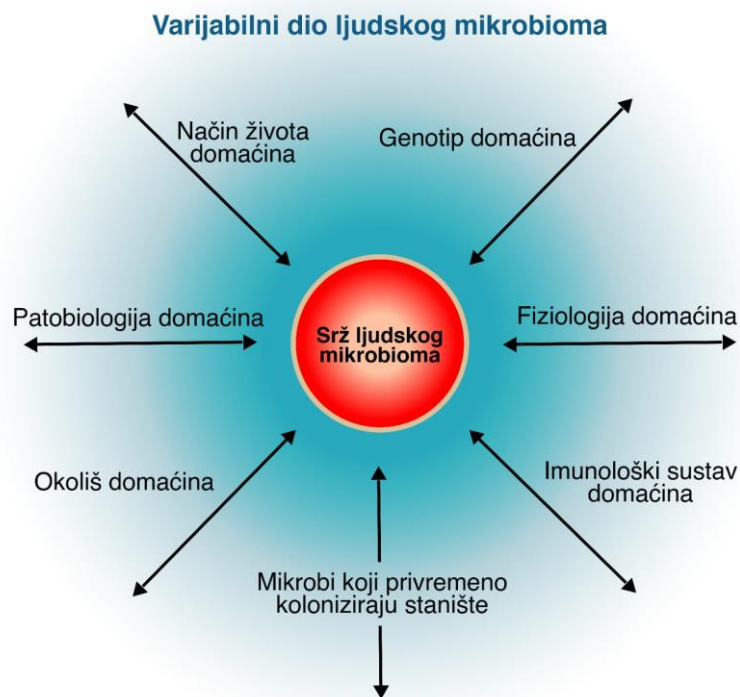 Varijabilni dio ljudskog mikrobioma
Način života
domaćina
Genotip domaćina
Patobiologija domaćina
Srž ljudskog
mikrobioma
Fiziologija domaćina
Okoliš domaćina
Imunološki sustav
domaćina
Mikrobi koji privremeno
koloniziraju stanište